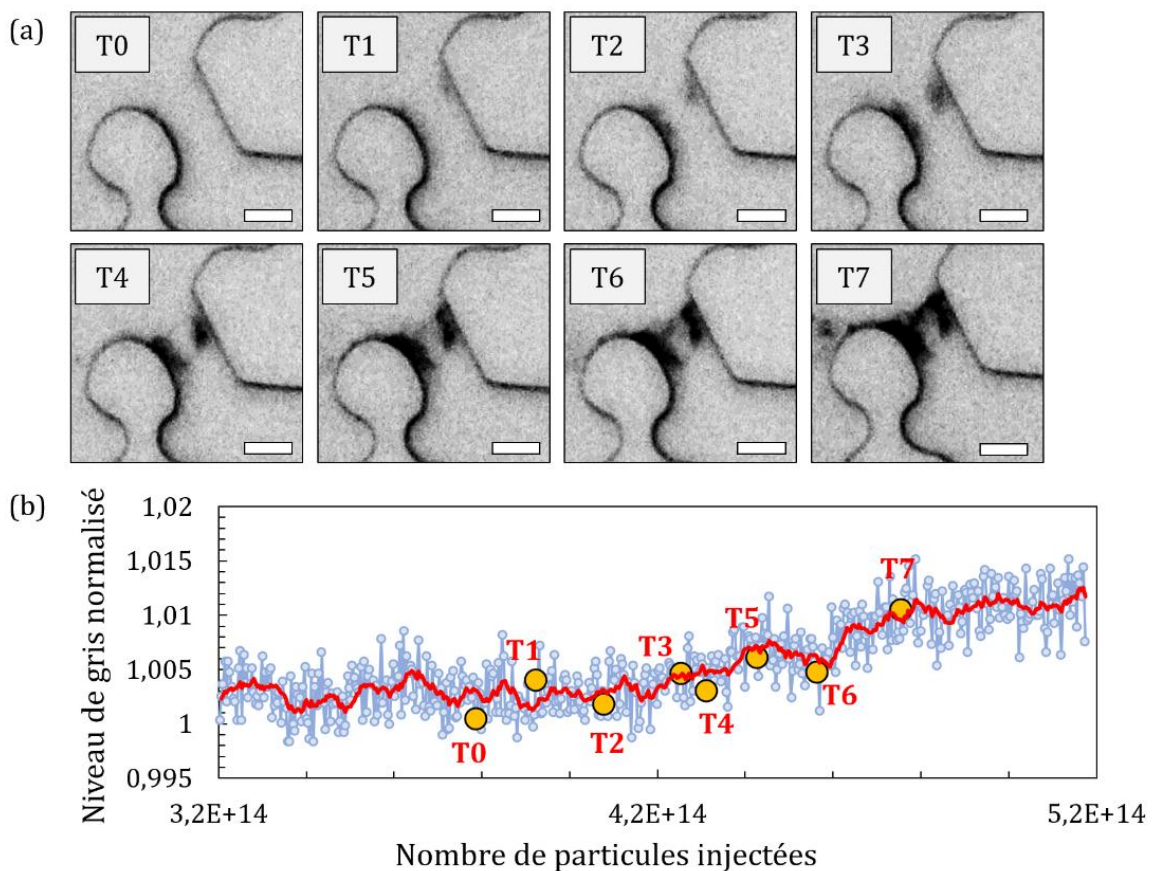 (a)
T0 T1 T2 T3
T4 T5 T6 T7
(b)
Niveau de gris normalisé
1,02
1,015
1,01
1,005
1
0,995
T0
T1
T2
T3
T4
T5
T6
T7
3,2E+14 4,2E+14 5,2E+14
Nombre de particules injectées